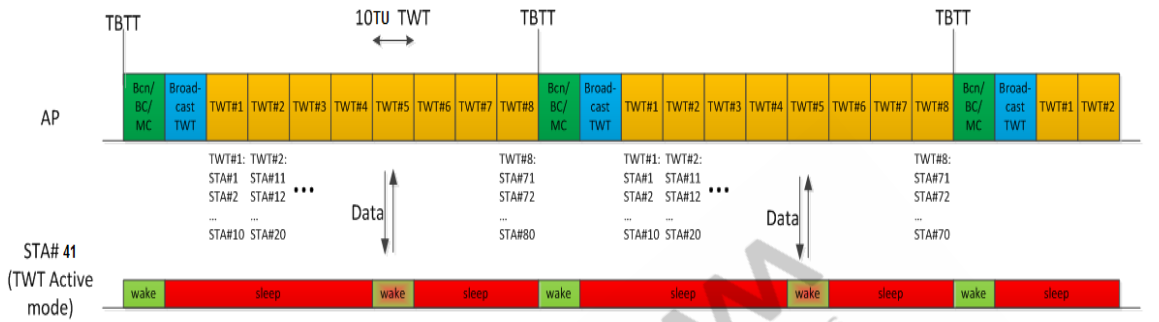 TBTT
10TU TWT
TBTT
TBTT
AP
Bcn/
BC/
MC
Broad-
cast
TWT
TWT#1
TWT#2
TWT#3
TWT#4
TWT#5
TWT#6
TWT#7
TWT#8
Bcn/
BC/
MC
Broad-
cast
TWT
TWT#1
TWT#2
TWT#3
TWT#4
TWT#5
TWT#6
TWT#7
TWT#8
Bcn/
BC/
MC
Broad-
cast
TWT
TWT#1
TWT#2
TWT#1:
STA#1
STA#2
...
STA#10
TWT#2:
STA#11
STA#12
...
STA#20
...
Data
TWT#8:
STA#71
STA#72
...
STA#80
TWT#1:
STA#1
STA#2
...
STA#10
TWT#2:
STA#11
STA#12
...
STA#20
...
Data
TWT#8:
STA#71
STA#72
...
STA#70
STA# 41
(TWT Active
mode)
wake
sleep
wake
sleep
wake
sleep
wake
sleep
wake
sleep